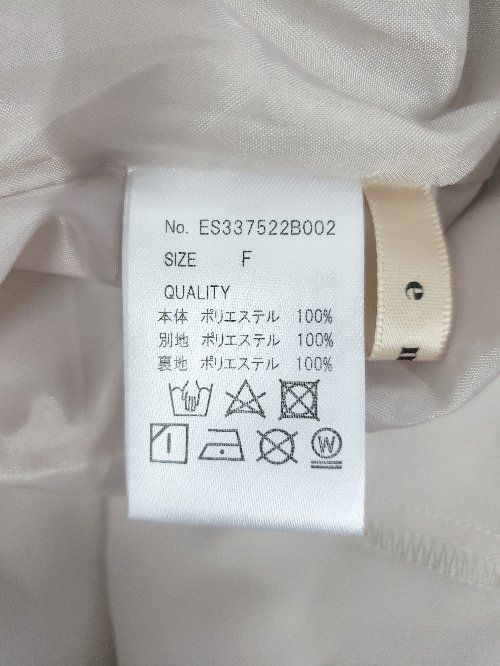 No. ES337522B002
SIZE F
QUALITY
本体 ポリエステル 100%
別地 ポリエステル 100%
裏地 ポリエステル 100%
W
e